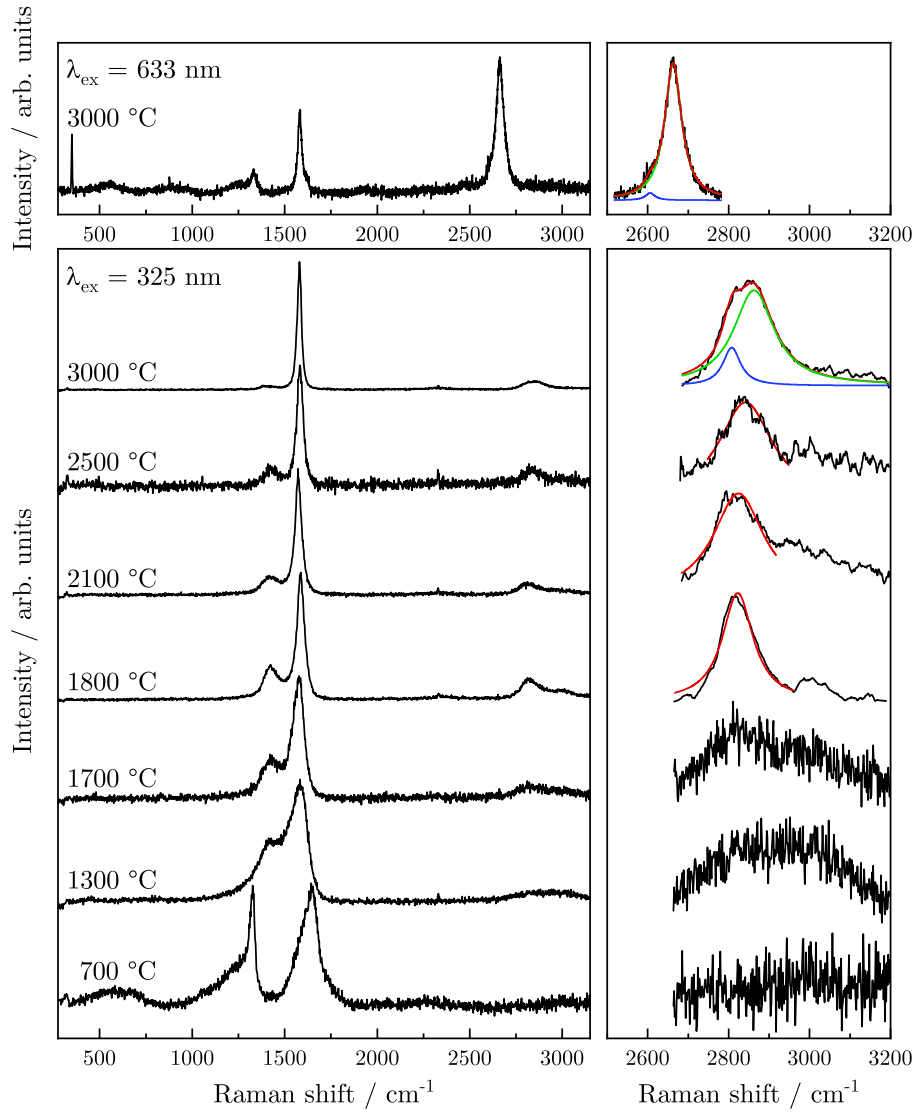 Intensity / arb. units
λex = 633 nm
3000 °C
500 1000 1500 2000 2500 3000
2600 2800 3000 3200
Intensity / arb. units
λex = 325 nm
3000 °C
2500 °C
2100 °C
1800 °C
1700 °C
1300 °C
700 °C
500 1000 1500 2000 2500 3000
2600 2800 3000 3200
Raman shift / cm-1
Raman shift / cm-1